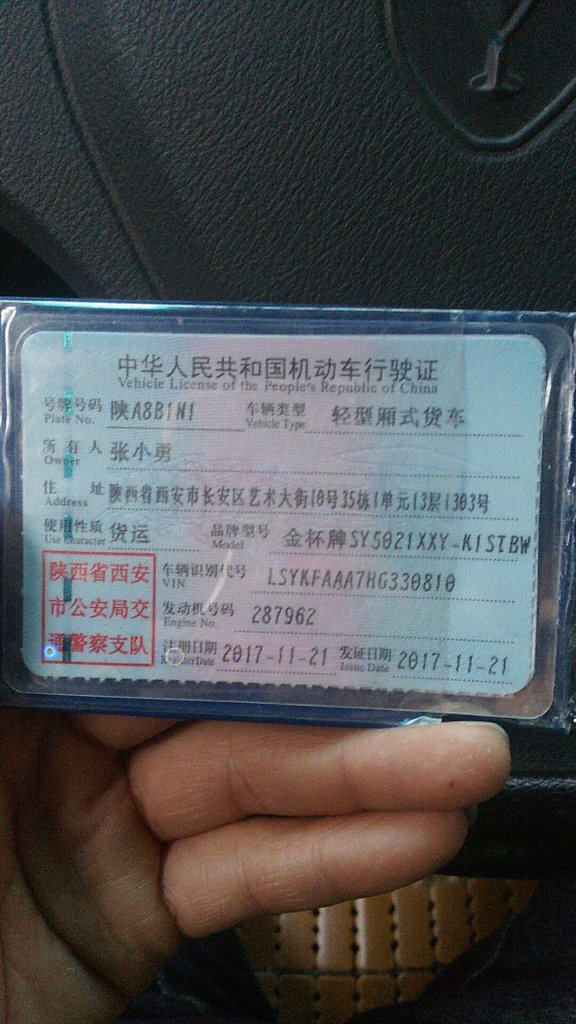 中华人民共和国机动车行驶证
Vehicle License of the People's Republic of China
号牌号码 陕A8B1N1 车辆类型 轻型厢式货车
Plate No. Vehicle Type
所有人 张小勇
Owner
住址 陕西省西安市长安区艺术大街10号35栋1单元13层1303号
Address
使用性质 货运 品牌型号 金杯牌SY5021XXY-K1STBW
Use Character Model
陕西省西安
市公安局交
通警察支队
车辆识别代号 LSYKFAAA7HG330810
VIN
发动机号码 287962
Engine No.
注册日期 2017-11-21 发证日期 2017-11-21
Register Date Issue Date